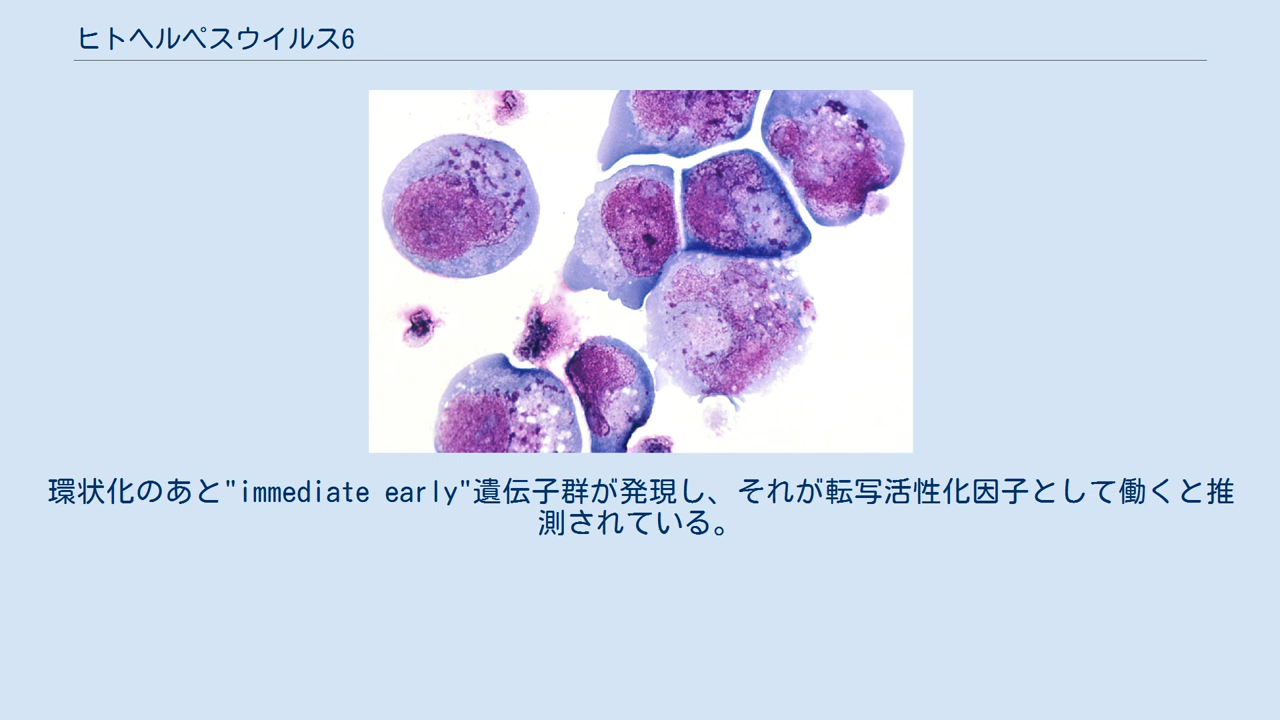 ヒトヘルペスウイルス6
環状化のあと"immediate early"遺伝子群が発現し、それが転写活性化因子として働くと推
測されている。